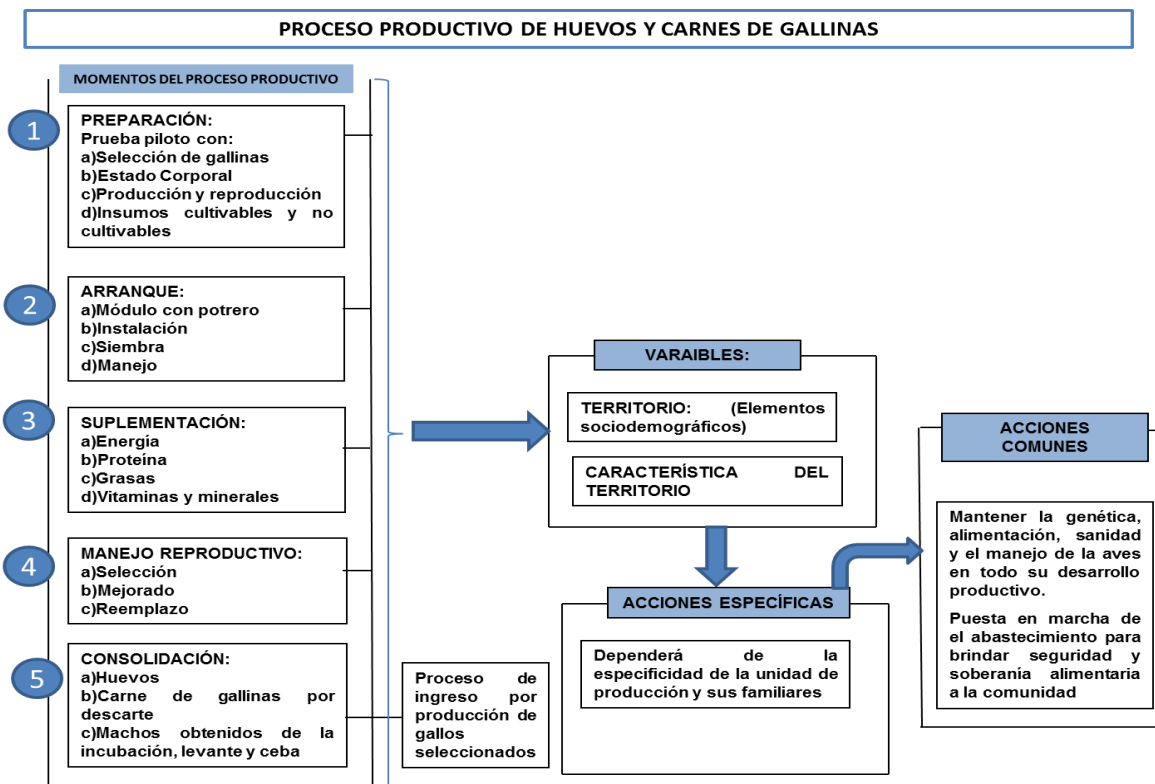 PROCESO PRODUCTIVO DE HUEVOS Y CARNES DE GALLINAS
MOMENTOS DEL PROCESO PRODUCTIVO
1
PREPARACIÓN:
Prueba piloto con:
a)Selección de gallinas
b)Estado Corporal
c)Producción y reproducción
d)Insumos cultivables y no
cultivables
2
ARRANQUE:
a)Módulo con potrero
b)Instalación
c)Siembra
d)Manejo
3
SUPLEMENTACIÓN:
a)Energía
b)Proteína
c)Grasas
d)Vitaminas y minerales
4
MANEJO REPRODUCTIVO:
a)Selección
b)Mejorado
c)Reemplazo
5
CONSOLIDACIÓN:
a)Huevos
b)Carne de gallinas por
descarte
c)Machos obtenidos de la
incubación, levante y ceba
Proceso de
ingreso por
producción de
gallos
seleccionados
VARAIBLES:
TERRITORIO: (Elementos
sociodemográficos)
CARACTERÍSTICA DEL
TERRITORIO
ACCIONES ESPECÍFICAS
Dependerá de la
especificidad de la unidad de
producción y sus familiares
ACCIONES
COMUNES
Mantener la genética,
alimentación, sanidad
y el manejo de la aves
en todo su desarrollo
productivo.
Puesta en marcha de
el abastecimiento para
brindar seguridad y
soberanía alimentaria
a la comunidad